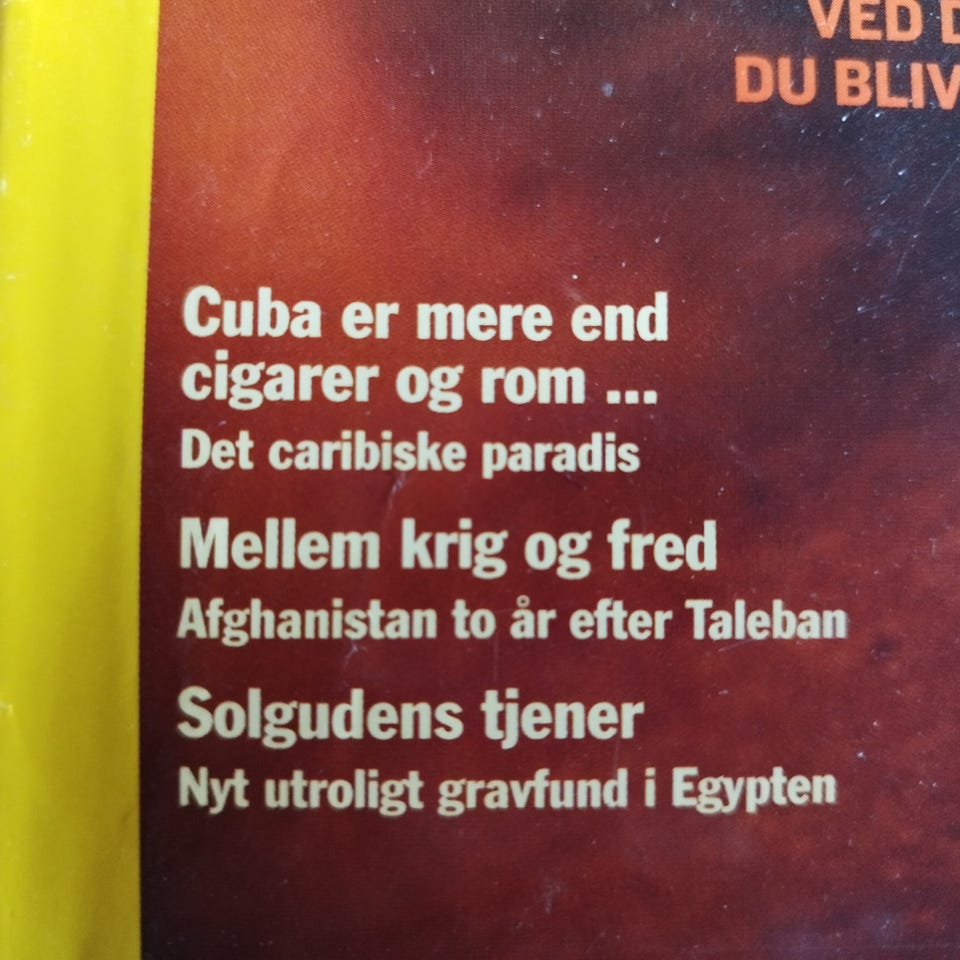 VED
DU BLIV
Cuba er mere end
cigarer og rom ...
Det caribiske paradis
Mellem krig og fred
Afghanistan to år efter Taleban
Solgudens tjener
Nyt utroligt gravfund i Egypten